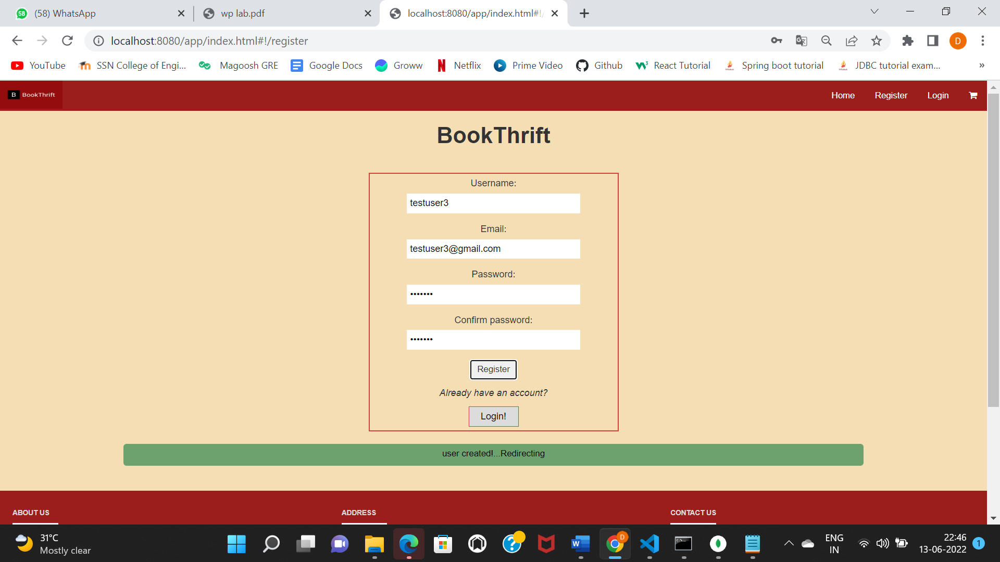 58 (58) WhatsApp
wp lab.pdf
localhost:8080/app/index.html#!/
localhost:8080/app/index.html#!/register
D
YouTube
SSN College of Engi...
Magoosh GRE
Google Docs
Groww
Netflix
Prime Video
Github
React Tutorial
Spring boot tutorial
JDBC tutorial exam...
»
B BookThrift
Home
Register
Login
BookThrift
Username:
testuser3
Email:
testuser3@gmail.com
Password:
•••••••
Confirm password:
•••••••
Register
Already have an account?
Login!
user created!...Redirecting
ABOUT US
ADDRESS
CONTACT US
31°C
Mostly clear
W
D
ENG
IN
22:46
13-06-2022
1